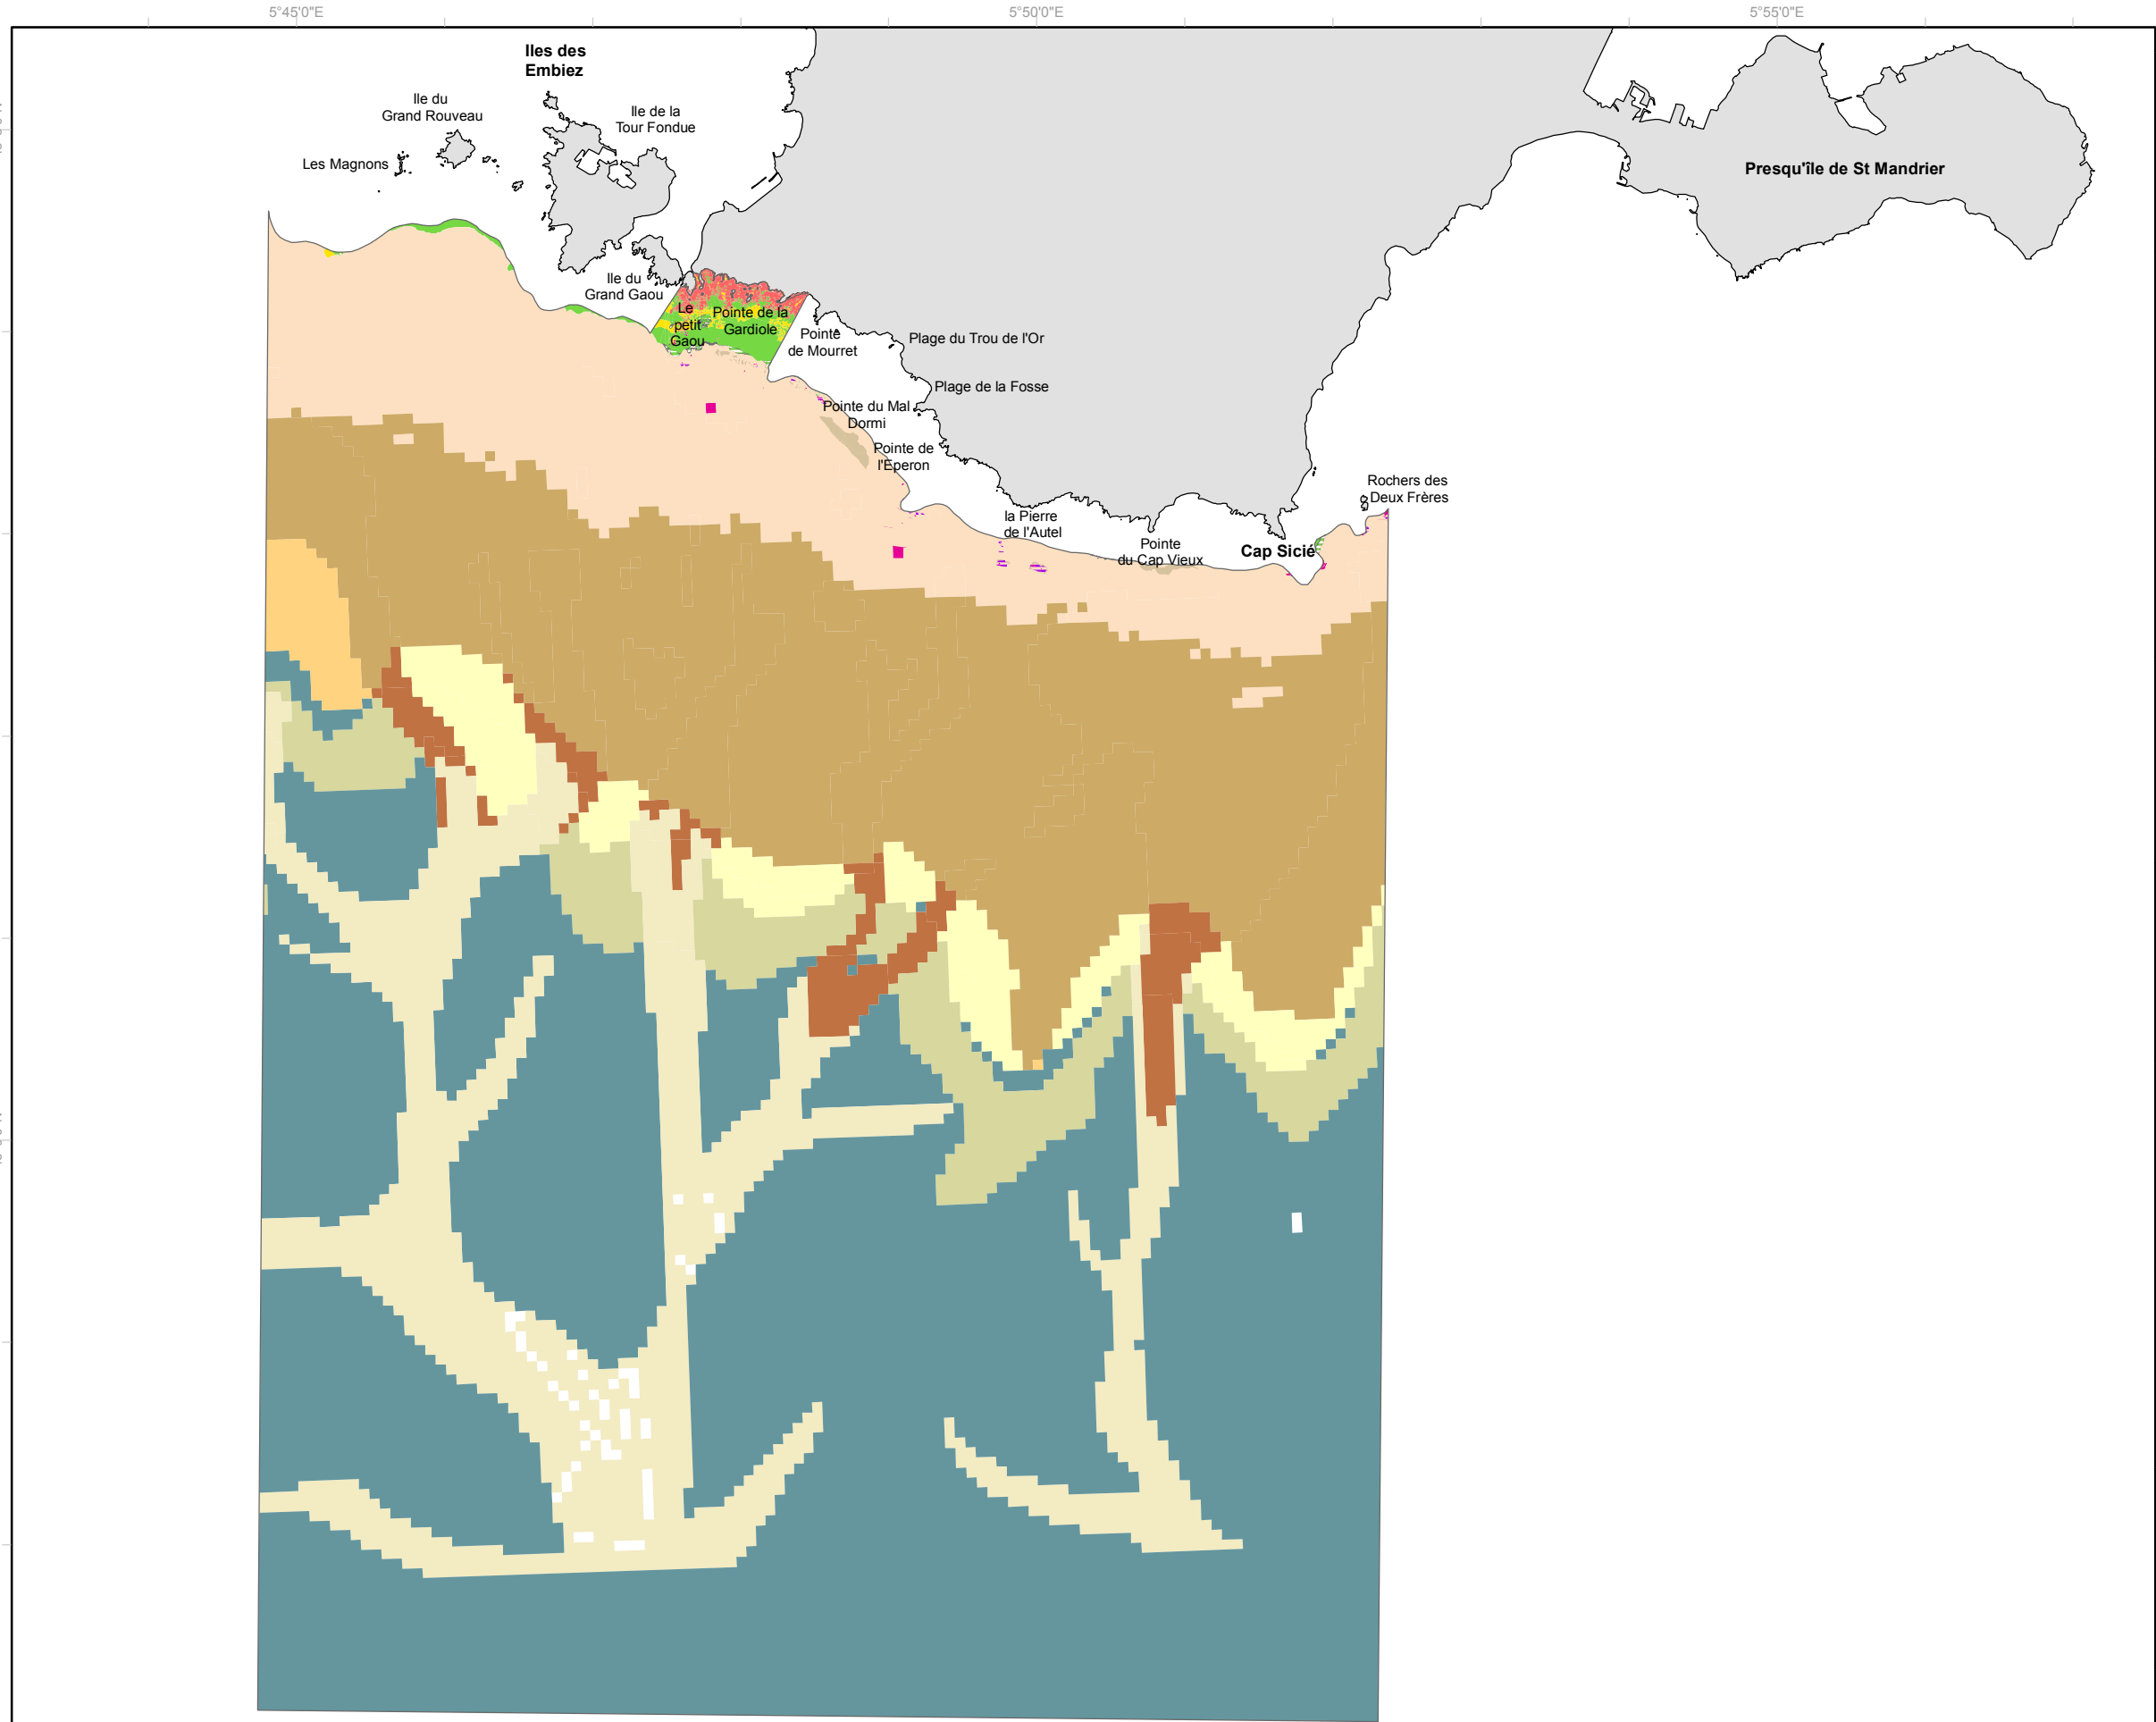 5°45'0"E
5°50'0"E
5°55'0"E
Iles des
Embiez
Ile du
Grand Rouveau
Ile de la
Tour Fondue
Les Magnons
Presqu'île de St Mandrier
Ile du
Grand Gaou
Le
petit
Gaou
Pointe de la
Gardiole
Pointe
de Mourret
Plage du Trou de l'Or
Plage de la Fosse
Pointe du Mal
Dormi
Pointe de
l'Eperon
Rochers des
Deux Frères
la Pierre
de l'Autel
Pointe
du Cap Vieux
Cap Sicié